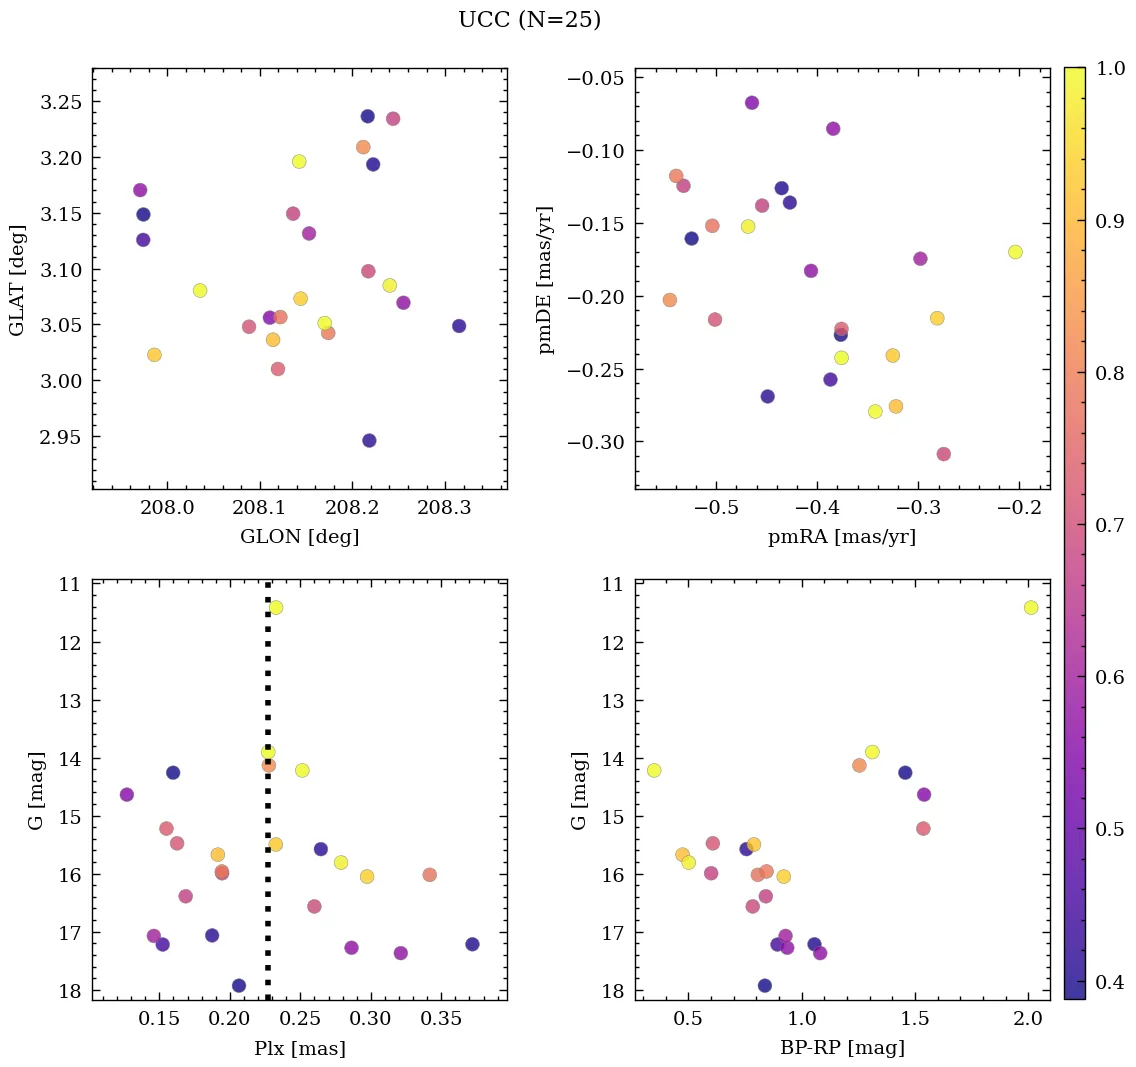 UCC (N=25)
3.25
3.20
3.15
3.10
3.05
3.00
2.95
GLAT [deg]
208.0 208.1 208.2 208.3
GLON [deg]
−0.05
−0.10
−0.15
−0.20
−0.25
−0.30
pmDE [mas/yr]
−0.5 −0.4 −0.3 −0.2
pmRA [mas/yr]
11
12
13
14
15
16
17
18
G [mag]
0.15 0.20 0.25 0.30 0.35
Plx [mas]
11
12
13
14
15
16
17
18
G [mag]
0.5 1.0 1.5 2.0
BP-RP [mag]
1.0
0.9
0.8
0.7
0.6
0.5
0.4